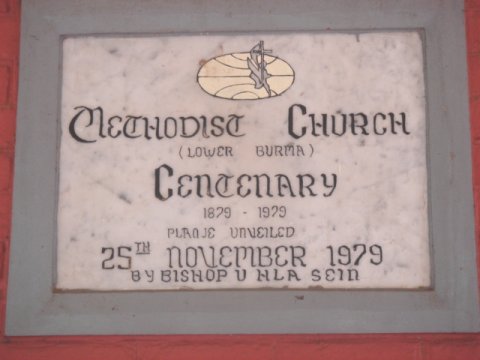 METHODIST CHURCH
(LOWER BURMA)
CENTENARY
1879 - 1979
PLAQUE UNVEILED
25TH NOVEMBER 1979
BY BISHOP U HLA SEIN